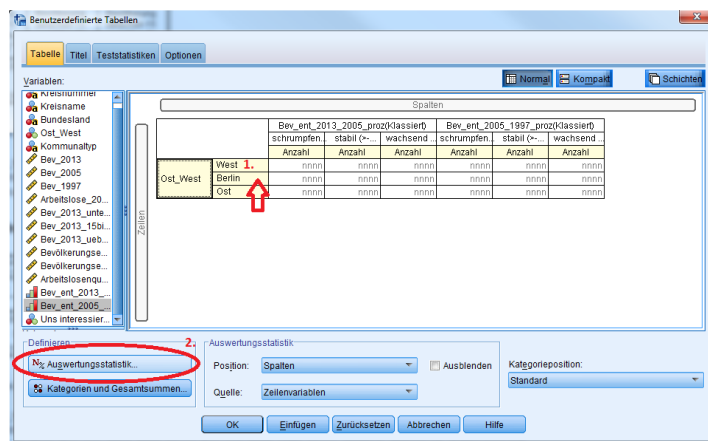 Benutzerdefinierte Tabellen
Tabelle Titel Teststatistiken Optionen
Variablen:
Normal Kompakt Schichten
Kreisnummer
Kreisname
Bundesland
Ost_West
Kommunaltyp
Bev_2013
Bev_2005
Bev_1997
Arbeitslose_20...
Bev_2013_unte...
Bev_2013_15bi...
Bev_2013_ueb...
Bevölkerungse...
Bevölkerungse...
Arbeitslosenqu...
Bev_ent_2013_...
Bev_ent_2005_...
Uns interessier...
Spalten
Zeilen
Bev_ent_2013_2005_proz(Klassiert) Bev_ent_2005_1997_proz(Klassiert)
schrumpfen.. stabil (>-... wachsend .. schrumpfen.. stabil (>-... wachsend ..
Anzahl Anzahl Anzahl Anzahl Anzahl Anzahl
Ost_West West 1. nnnn nnnn nnnn nnnn nnnn nnnn
Berlin nnnn nnnn nnnn nnnn nnnn nnnn
Ost nnnn nnnn nnnn nnnn nnnn nnnn
Definieren 2.
N% Auswertungsstatistik...
Kategorien und Gesamtsummen...
Auswertungsstatistik
Position: Spalten Ausblenden
Quelle: Zeilenvariablen
Kategorieposition:
Standard
OK Einfügen Zurücksetzen Abbrechen Hilfe